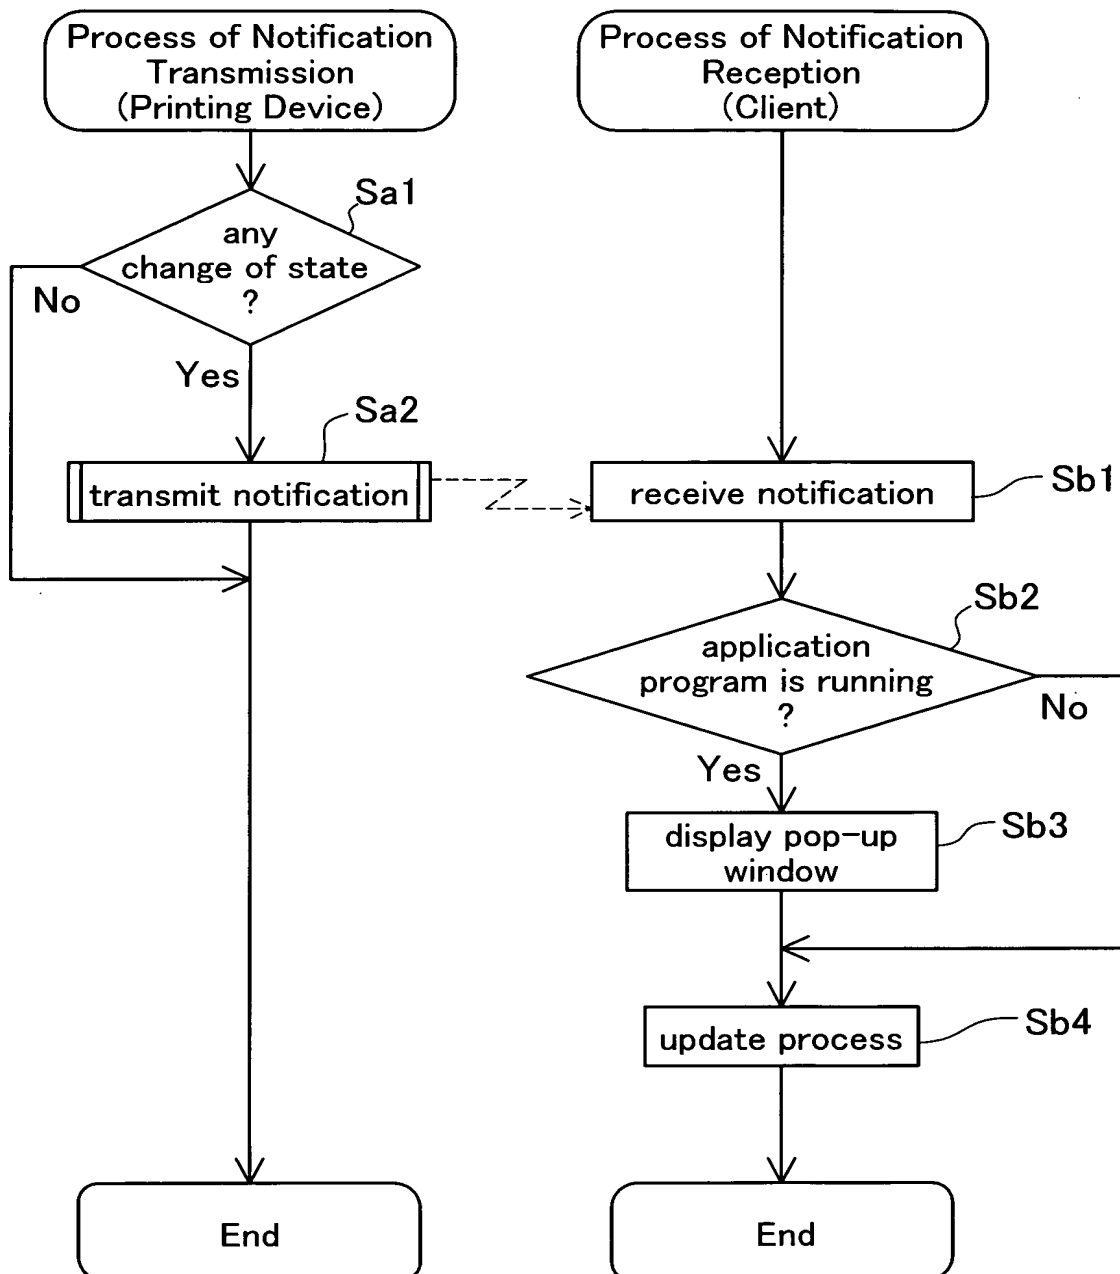 Process of Notification
Transmission
(Printing Device)
Sa1
any
change of state
?
No
Yes
Sa2
transmit notification
End
Process of Notification
Reception
(Client)
receive notification
Sb1
Sb2
application
program is running
?
No
Yes
Sb3
display pop-up
window
Sb4
update process
End